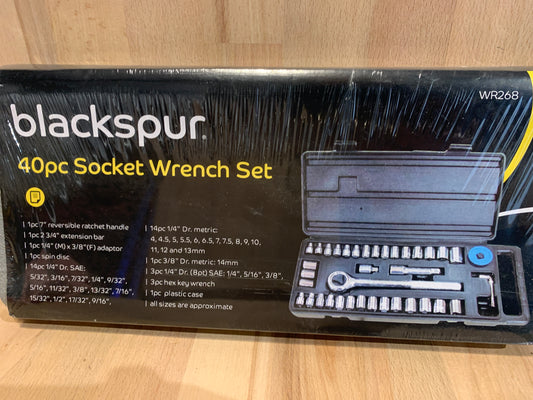 WR268
blackspur.
40pc Socket Wrench Set
1pc 7" reversible ratchet handle
1pc 2 3/4" extension bar
1pc 1/4" (M) x 3/8"(F) adaptor
1pc spin disc
14pc 1/4" Dr. SAE:
5/32", 3/16", 7/32", 1/4", 9/32",
5/16", 11/32", 3/8", 13/32", 7/16",
15/32", 1/2", 17/32", 9/16",
14pc 1/4" Dr. metric:
4, 4.5, 5, 5.5, 6, 6.5, 7, 7.5, 8, 9, 10,
11, 12 and 13mm
1pc 3/8" Dr. metric: 14mm
3pc 1/4" Dr. (8pt) SAE: 1/4", 5/16", 3/8",
3pc hex key wrench
1pc plastic case
all sizes are approximate